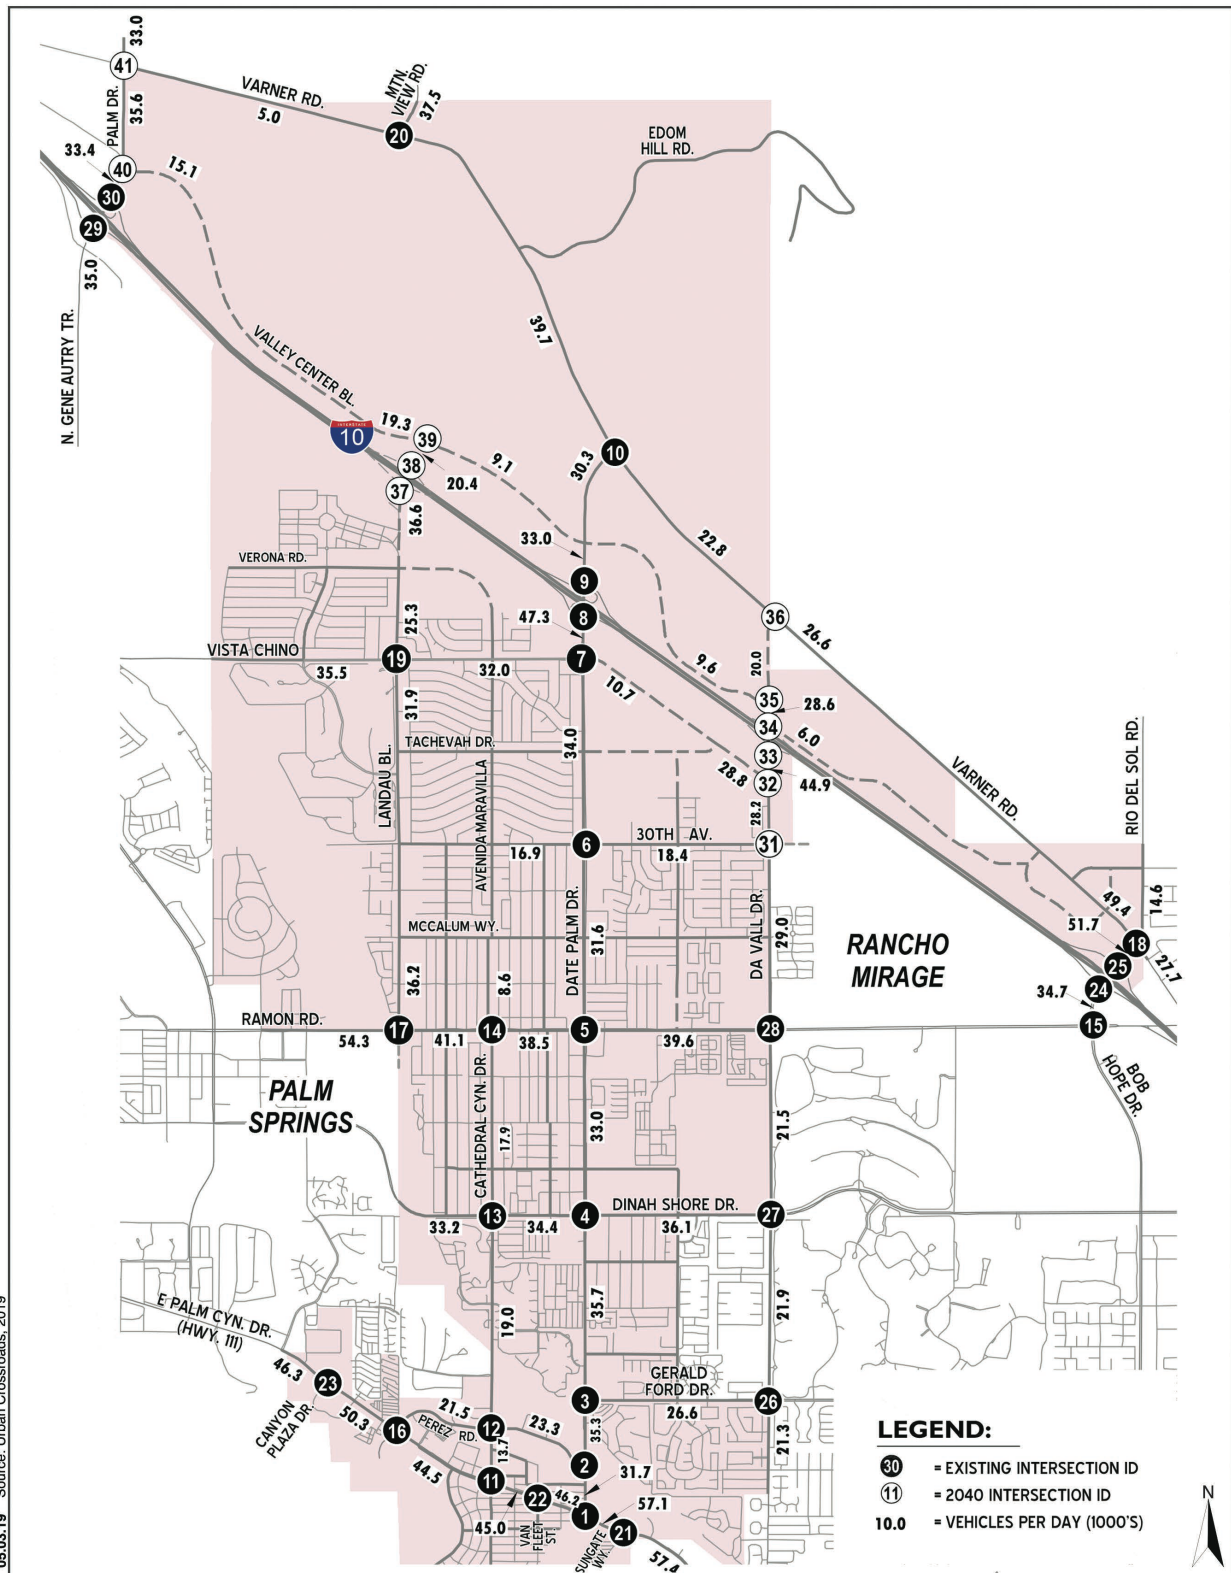 33.0
41
VARNER RD.
5.0
MTN.
VIEW RD.
37.5
20
PALM DR.
35.6
EDOM
HILL RD.
33.4
40
15.1
30
29
35.0
N. GENE AUTRY TR.
39.7
VALLEY CENTER BL.
INTERSTATE
10
19.3
39
9.1
38
20.4
37
36.6
30.3
10
33.0
22.8
VERONA RD.
9
25.3
47.3
8
36
26.6
VISTA CHINO
35.5
19
32.0
7
10.7
9.6
20.0
31.9
35
28.6
34
6.0
TACHEVAH DR.
34.0
33
28.8
32
44.9
VARNER RD.
RIO DEL SOL RD.
LANDAU BL.
AVENIDA MARAVILLA
28.2
16.9
6
30TH AV.
18.4
31
DATE PALM DR.
MCCALUM WY.
31.6
DA VALL DR.
29.0
RANCHO
MIRAGE
49.4
14.6
51.7
18
25
27.7
24
34.7
36.2
8.6
RAMON RD.
54.3
17
41.1
14
38.5
5
39.6
28
15
BOB
HOPE DR.
PALM
SPRINGS
CATHEDRAL CYN. DR.
17.9
33.0
21.5
33.2
13
34.4
4
DINAH SHORE DR.
36.1
27
19.0
35.7
21.9
E PALM CYN. DR.
(HWY. 111)
46.3
23
CANYON
PLAZA DR.
50.3
16
21.5
PEREZ RD.
12
23.3
3
GERALD
FORD DR.
26.6
26
35.3
13.7
21.3
44.5
11
2
31.7
22
46.2
1
57.1
45.0
VAN
FLEET
ST.
SUNGATE
WY.
21
57.4
LEGEND:
30 = EXISTING INTERSECTION ID
11 = 2040 INTERSECTION ID
10.0 = VEHICLES PER DAY (1000'S)
N
09.03.19 Source: Urban Crossroads, 2019